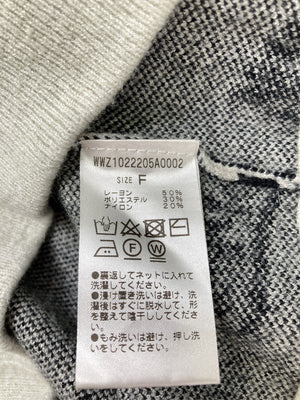 WWZ1022205A0002
SIZE F
レーヨン 50%
ポリエステル 30%
ナイロン 20%
●裏返してネットに入れて
洗濯してください。
●浸け置き洗いは避け、洗
濯後はすぐに脱水して、形
を整えて陰干ししてくださ
い。
●もみ洗いは避け、押し洗
いをしてください。